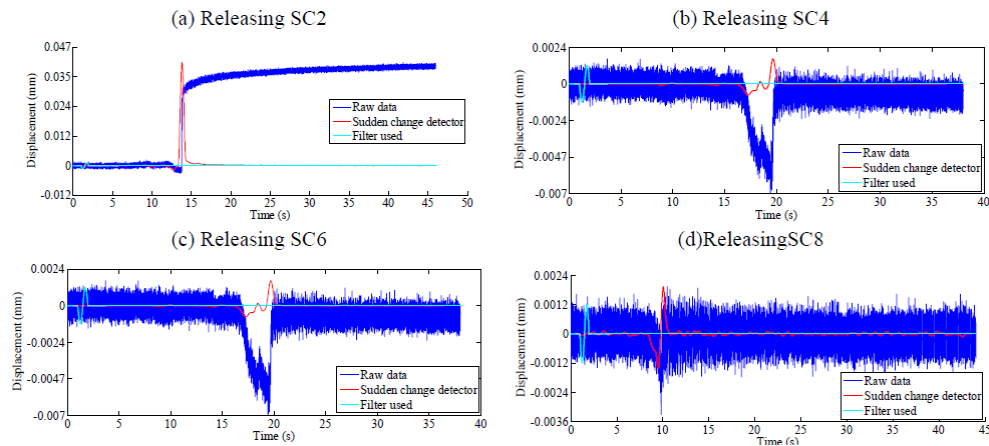 (a) Releasing SC2
0.047
0.035
0.024
0.012
0
-0.012
Displacement (mm)
0 5 10 15 20 25 30 35 40 45 50
Time (s)
Raw data
Sudden change detector
Filter used
(b) Releasing SC4
0.0024
0
-0.0024
-0.0047
-0.007
Displacement (mm)
0 5 10 15 20 25 30 35 40
Time (s)
Raw data
Sudden change detector
Filter used
(c) Releasing SC6
0.0024
0
-0.0024
-0.0047
-0.007
Displacement (mm)
0 5 10 15 20 25 30 35 40
Time (s)
Raw data
Sudden change detector
Filter used
(d)ReleasingSC8
0.0024
0.0012
0
-0.0012
-0.0024
-0.0036
Displacement (mm)
0 5 10 15 20 25 30 35 40 45
Time (s)
Raw data
Sudden change detector
Filter used